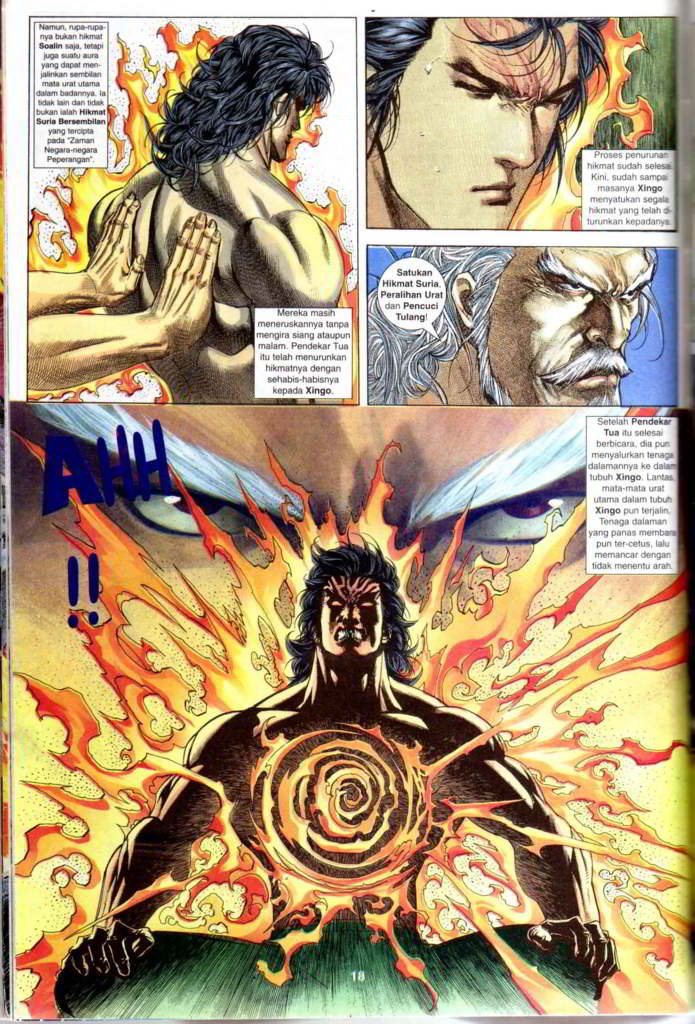 Namun, rupa-rupa-
nya bukan hikmat
Soalin saja, tetapi
juga suatu aura
yang dapat men-
jalinkan sembilan
mata urat utama
dalam badannya. Ia
tidak lain dan tidak
bukan ialah Hikmat
Suria Bersembilan
yang tercipta
pada "Zaman
Negara-negara
Peperangan".
Mereka masih
meneruskannya tanpa
mengira siang ataupun
malam. Pendekar Tua
itu telah menurunkan
hikmatnya dengan
sehabis-habisnya
kepada Xingo.
Proses penurunan
hikmat sudah selesai
Kini, sudah sampai
masanya Xingo
menyatukan segala
hikmat yang telah di
turunkan kepadanya.
Satukan
Hikmat Suria.
Peralihan Urat
dan Pencuci
Tulang!
Setelah Pendekar
Tua itu selesai
berbicara, dia pun
menyalurkan tenaga
dalamannya ke dalam
tubuh Xingo. Lantas,
mata-mata urat
utama dalam tubuh
Xingo pun terjalin.
Tenaga dalaman
yang panas membara
pun ter-cetus, lalu
memancar dengan
tidak menentu arah.
AHH
!!
18